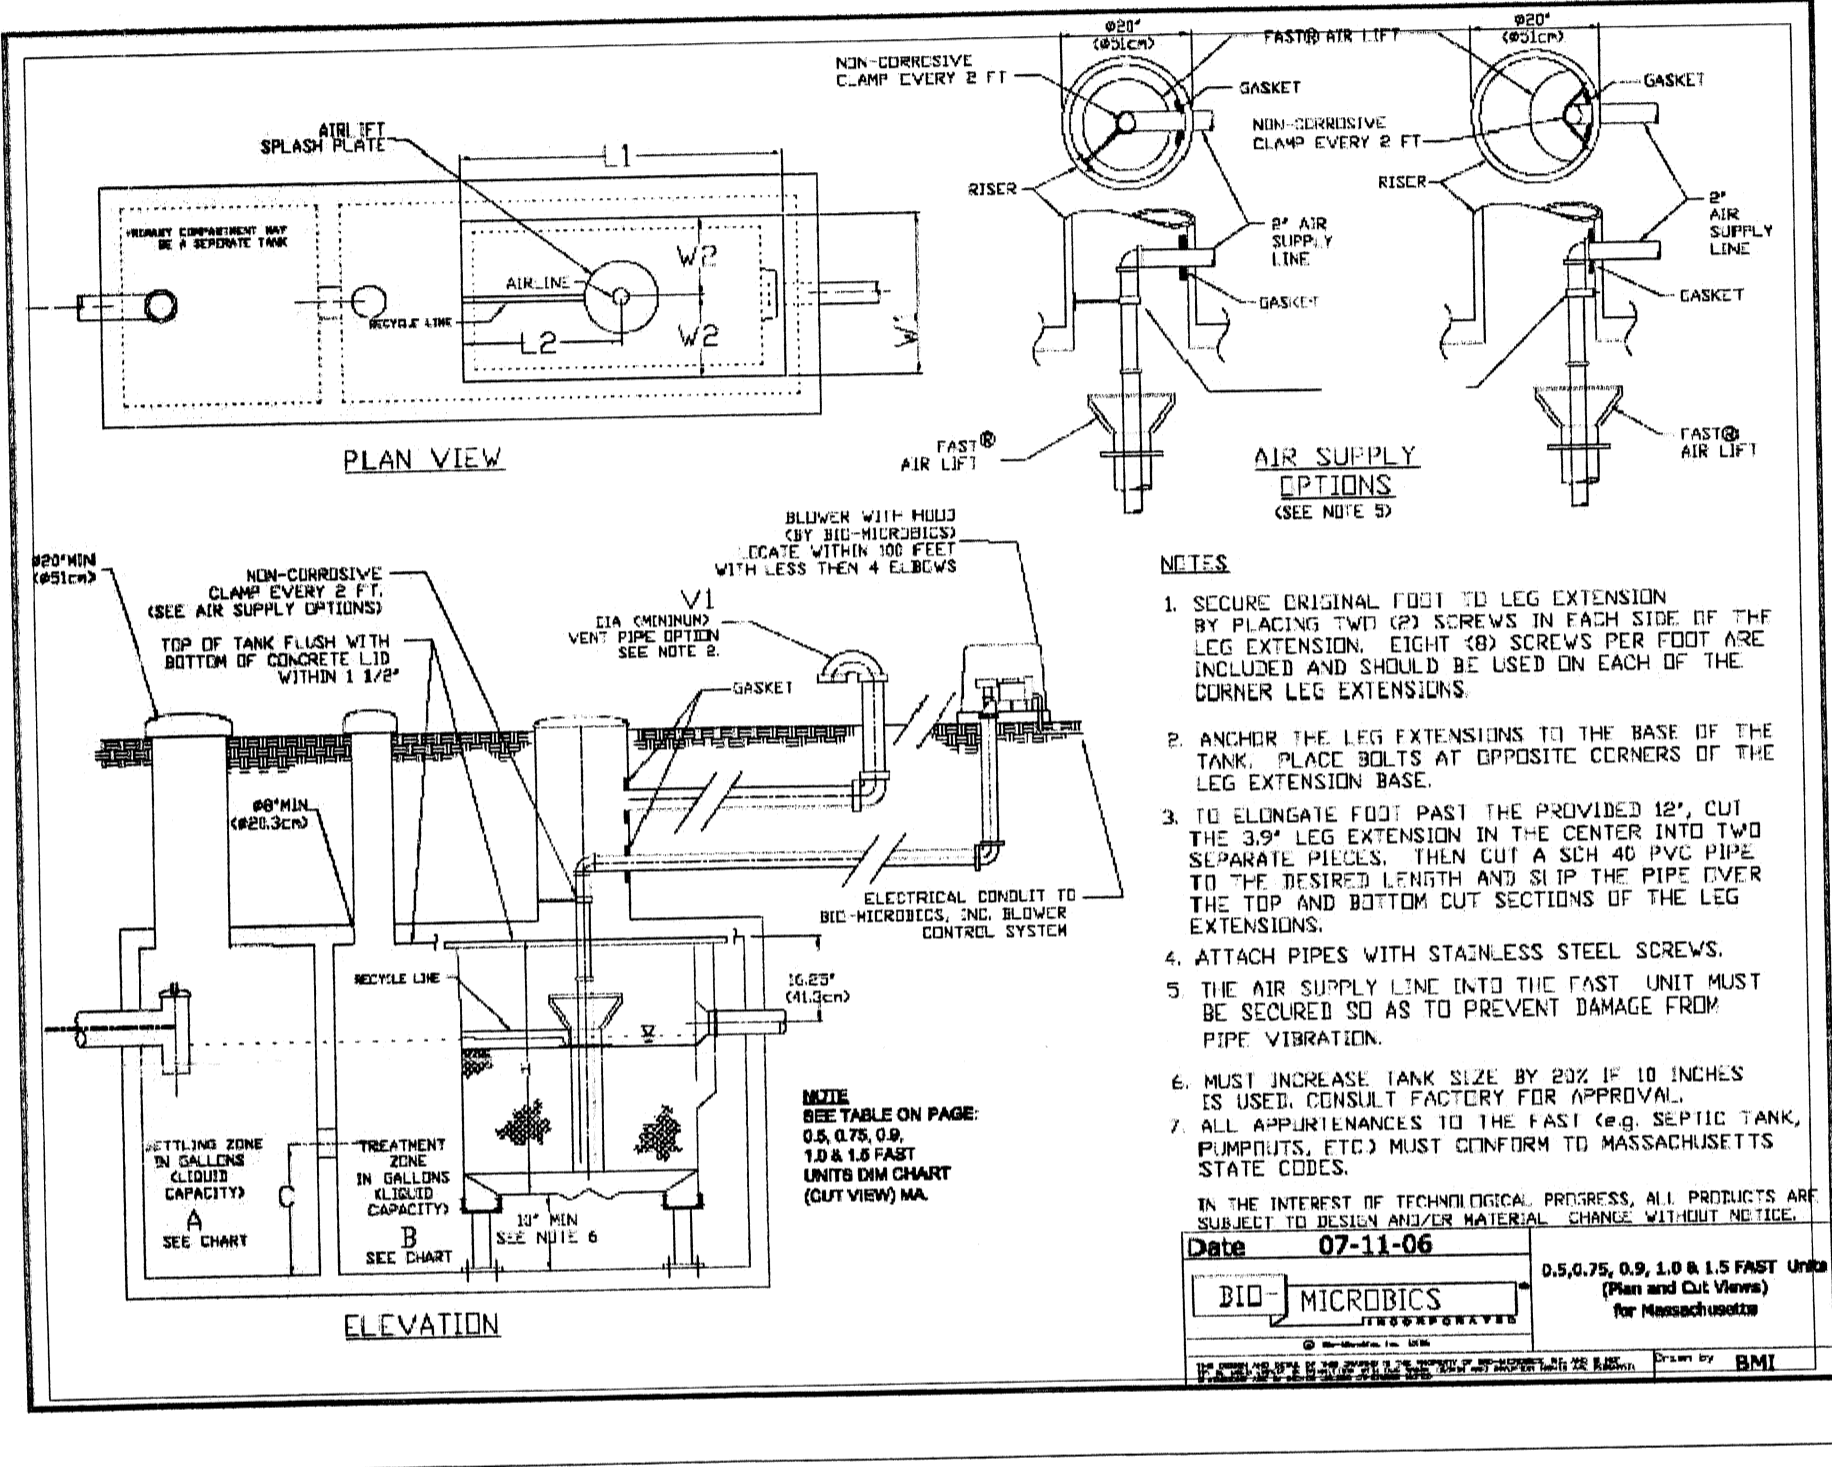 Ø20"
(Ø51cm)
FAST® AIR LIFT
Ø20"
(Ø51cm)
NON-CORROSIVE
CLAMP EVERY 2 FT
GASKET
GASKET
NON-CORROSIVE
CLAMP EVERY 2 FT
RISER
RISER
2" AIR
SUPPLY
LINE
2"
AIR
SUPPLY
LINE
GASKET
GASKET
FAST®
AIR LIFT
FAST®
AIR LIFT
AIR SUPPLY
OPTIONS
(SEE NOTE 5)
AIRLIFT
SPLASH PLATE
L1
PRIMARY COMPARTMENT MAY
BE A SEPERATE TANK
W2
AIRLINE
RECYCLE LINE
L2
W2
W1
PLAN VIEW
BLOWER WITH HOOD
(BY BIO-MICROBICS)
LOCATE WITHIN 100 FEET
WITH LESS THEN 4 ELBOWS
Ø20"MIN
(Ø51cm)
NON-CORROSIVE
CLAMP EVERY 2 FT.
(SEE AIR SUPPLY OPTIONS)
V1
DIA (MININUN)
VENT PIPE OPTION
SEE NOTE 2.
TOP OF TANK FLUSH WITH
BOTTOM OF CONCRETE LID
WITHIN 1 1/2"
GASKET
Ø8"MIN
(Ø20.3cm)
ELECTRICAL CONDUIT TO
BIO-MICROBICS, INC. BLOWER
CONTROL SYSTEM
RECYCLE LINE
16.25"
(41.3cm)
SETTLING ZONE
IN GALLONS
(LIQUID
CAPACITY)
A
SEE CHART
C
TREATMENT
ZONE
IN GALLONS
(LIQUID
CAPACITY)
B
SEE CHART
10" MIN
SEE NOTE 6
NOTE
SEE TABLE ON PAGE:
0.5, 0.75, 0.9,
1.0 & 1.5 FAST
UNITS DIM CHART
(CUT VIEW) MA.
ELEVATION
NOTES
1. SECURE ORIGINAL FOOT TO LEG EXTENSION
BY PLACING TWO (2) SCREWS IN EACH SIDE OF THE
LEG EXTENSION. EIGHT (8) SCREWS PER FOOT ARE
INCLUDED AND SHOULD BE USED ON EACH OF THE
CORNER LEG EXTENSIONS.
2. ANCHOR THE LEG EXTENSIONS TO THE BASE OF THE
TANK. PLACE BOLTS AT OPPOSITE CORNERS OF THE
LEG EXTENSION BASE.
3. TO ELONGATE FOOT PAST THE PROVIDED 12", CUT
THE 3.9" LEG EXTENSION IN THE CENTER INTO TWO
SEPARATE PIECES. THEN CUT A SCH 40 PVC PIPE
TO THE DESIRED LENGTH AND SLIP THE PIPE OVER
THE TOP AND BOTTOM CUT SECTIONS OF THE LEG
EXTENSIONS.
4. ATTACH PIPES WITH STAINLESS STEEL SCREWS.
5. THE AIR SUPPLY LINE INTO THE FAST UNIT MUST
BE SECURED SO AS TO PREVENT DAMAGE FROM
PIPE VIBRATION.
6. MUST INCREASE TANK SIZE BY 20% IF 10 INCHES
IS USED. CONSULT FACTORY FOR APPROVAL.
7. ALL APPURTENANCES TO THE FAST (e.g. SEPTIC TANK,
PUMPOUTS, ETC.) MUST CONFORM TO MASSACHUSETTS
STATE CODES.
IN THE INTEREST OF TECHNOLOGICAL PROGRESS, ALL PRODUCTS ARE
SUBJECT TO DESIGN AND/OR MATERIAL CHANGE WITHOUT NOTICE.
Date 07-11-06
BIO-MICROBICS
INCORPORATED
0.5,0.75, 0.9, 1.0 & 1.5 FAST Units
(Plan and Cut Views)
for Massachusetts
Drawn by BMI